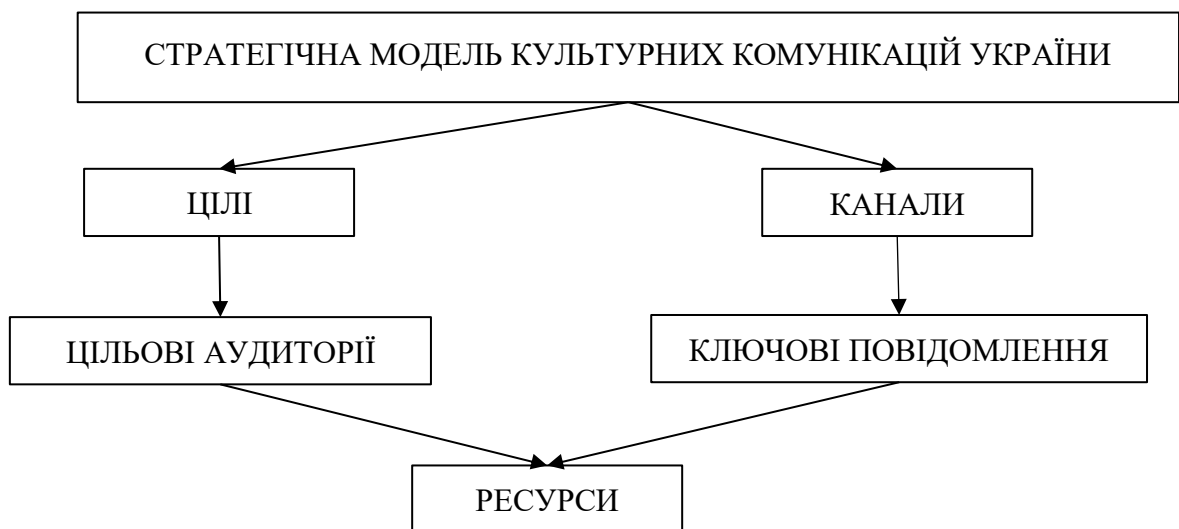 СТРАТЕГІЧНА МОДЕЛЬ КУЛЬТУРНИХ КОМУНІКАЦІЙ УКРАЇНИ
ЦІЛІ
КАНАЛИ
ЦІЛЬОВІ АУДИТОРІЇ
КЛЮЧОВІ ПОВІДОМЛЕННЯ
РЕСУРСИ